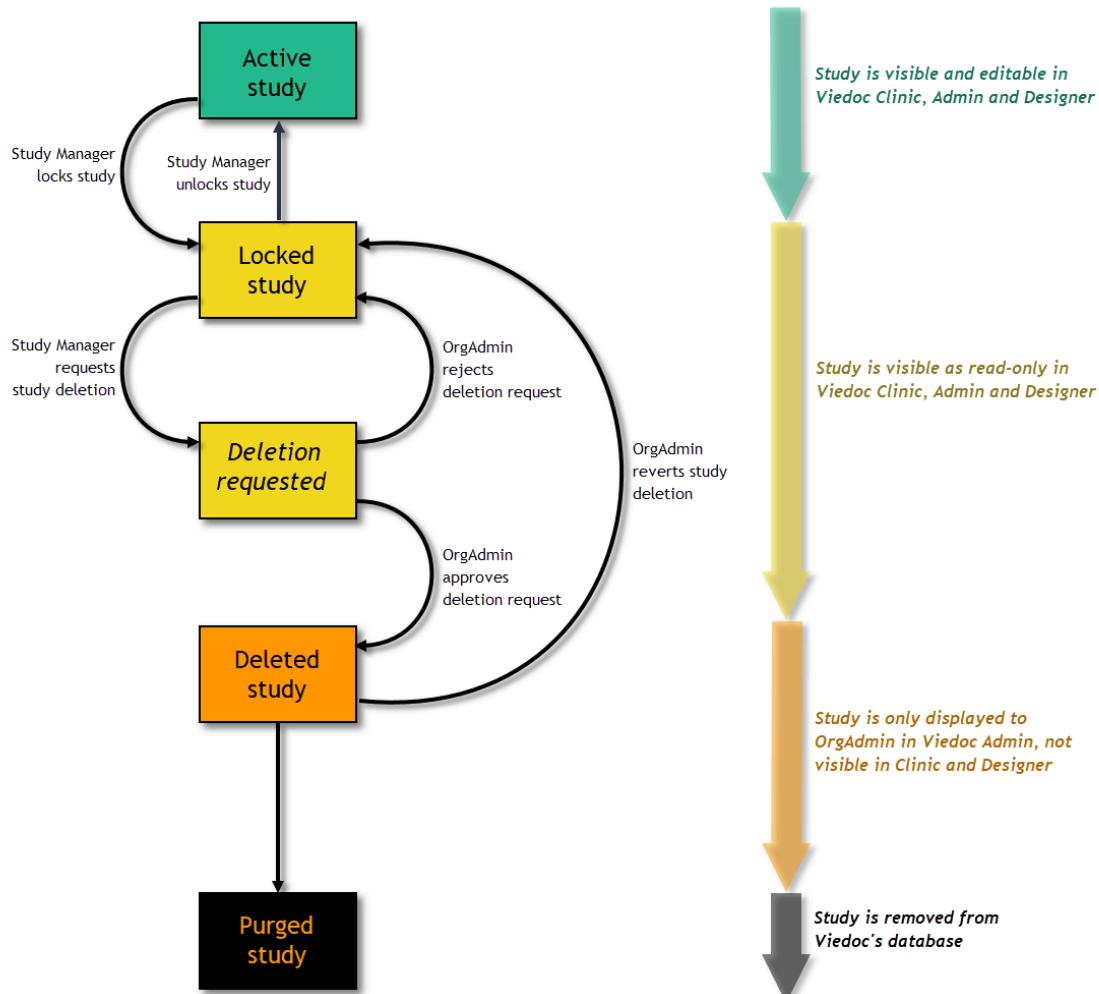 Active
study
Study is visible and editable in
Viedoc Clinic, Admin and Designer
Study Manager
locks study
Study Manager
unlocks study
Locked
study
Study Manager
requests
study deletion
OrgAdmin
rejects
deletion request
Study is visible as read-only in
Viedoc Clinic, Admin and Designer
Deletion
requested
OrgAdmin
reverts study
deletion
OrgAdmin
approves
deletion request
Deleted
study
Study is only displayed to
OrgAdmin in Viedoc Admin, not
visible in Clinic and Designer
Purged
study
Study is removed from
Viedoc's database